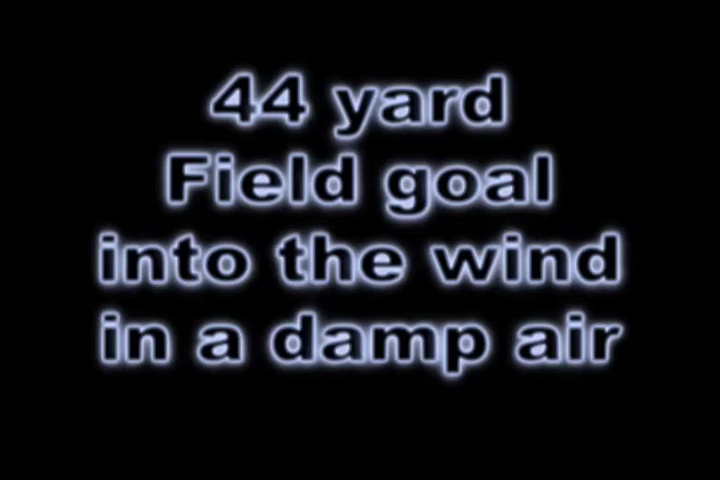 44 yard
Field goal
into the wind
in a damp air